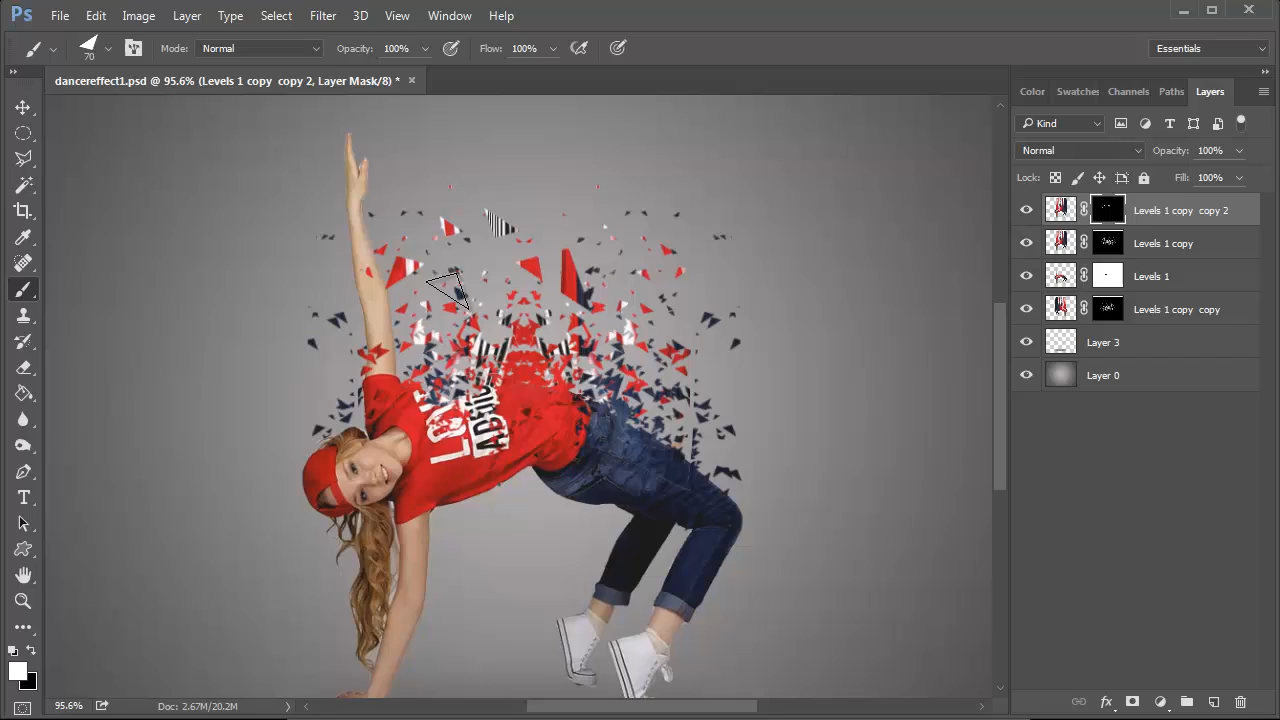 Ps File Edit Image Layer Type Select Filter 3D View Window Help
70 Mode: Normal Opacity: 100% Flow: 100% Essentials
dancereffect1.psd @ 95.6% (Levels 1 copy copy 2, Layer Mask/8) * ×
Color Swatches Channels Paths Layers
Kind
Normal Opacity: 100%
Lock: Fill: 100%
Levels 1 copy copy 2
Levels 1 copy
Levels 1
Levels 1 copy copy
Layer 3
Layer 0
LOVE
ADDIC
95.6% Doc: 2.67M/20.2M